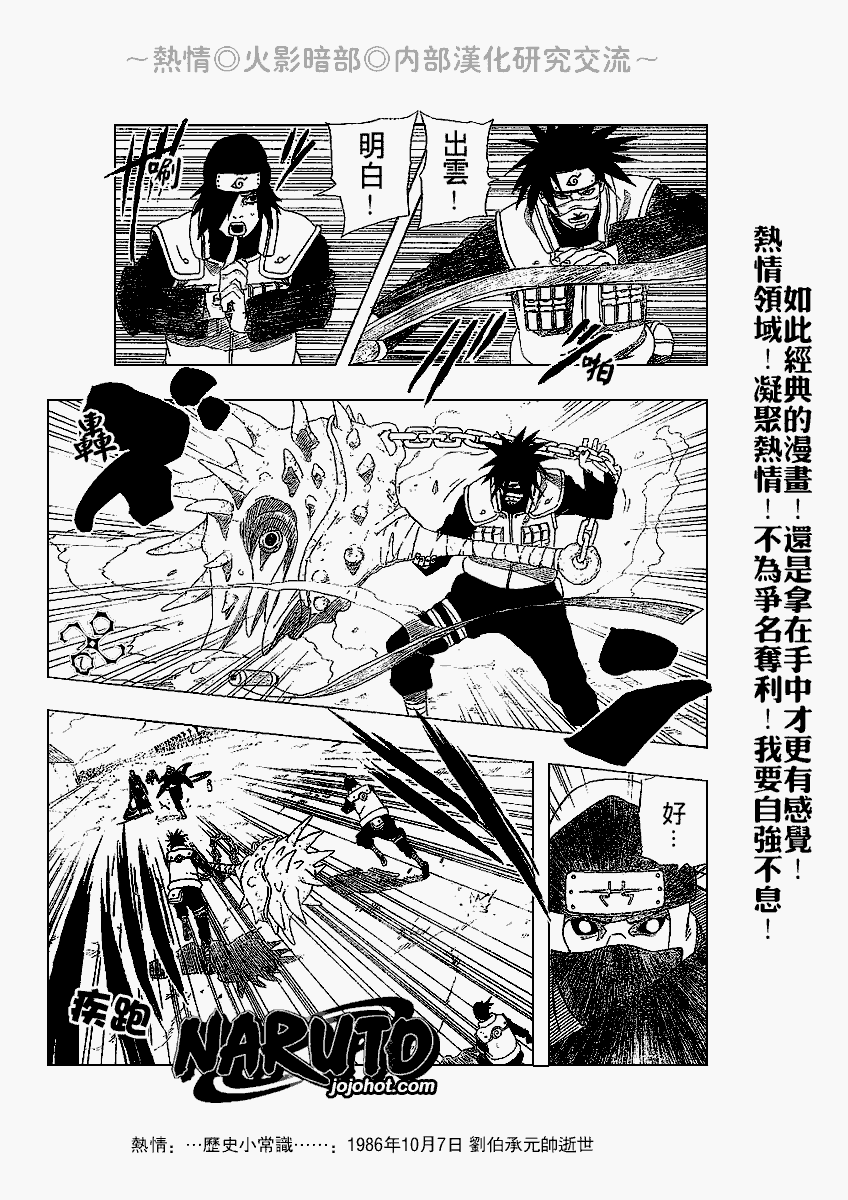 ～熱情◎火影暗部◎内部漢化研究交流～
出雲！
明白！
唰
啪
轟
好…
疾跑
NARUTO
jojohot.com
如此經典的漫畫！還是拿在手中才更有感覺！
熱情領域！凝聚熱情！不為爭名奪利！我要自強不息！
熱情：…歷史小常識……：1986年10月7日 劉伯承元帥逝世